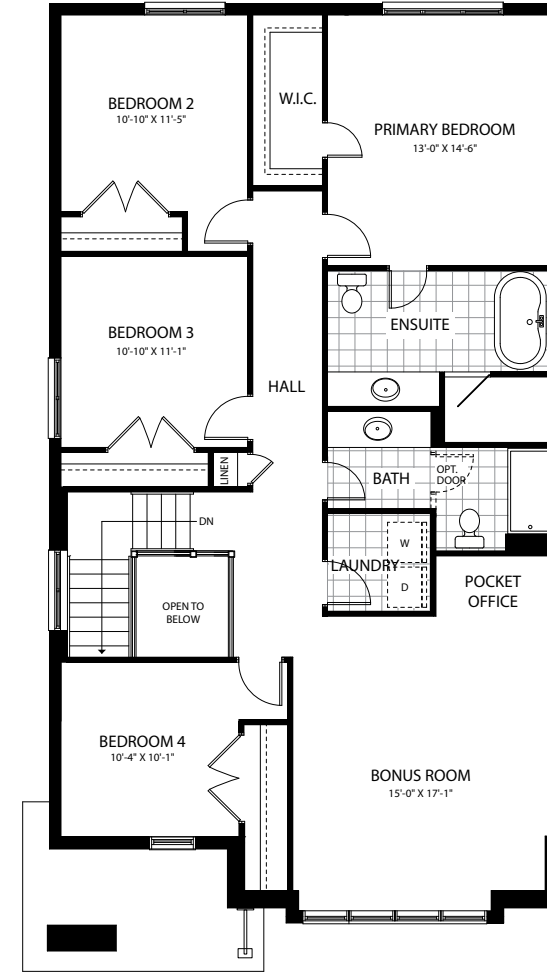 BEDROOM 2
10'-10" X 11'-5"
W.I.C.
PRIMARY BEDROOM
13'-0" X 14'-6"
BEDROOM 3
10'-10" X 11'-1"
HALL
ENSUITE
LINEN
BATH
OPT.
DOOR
DN
W
LAUNDRY
D
OPEN TO
BELOW
POCKET
OFFICE
BEDROOM 4
10'-4" X 10'-1"
BONUS ROOM
15'-0" X 17'-1"